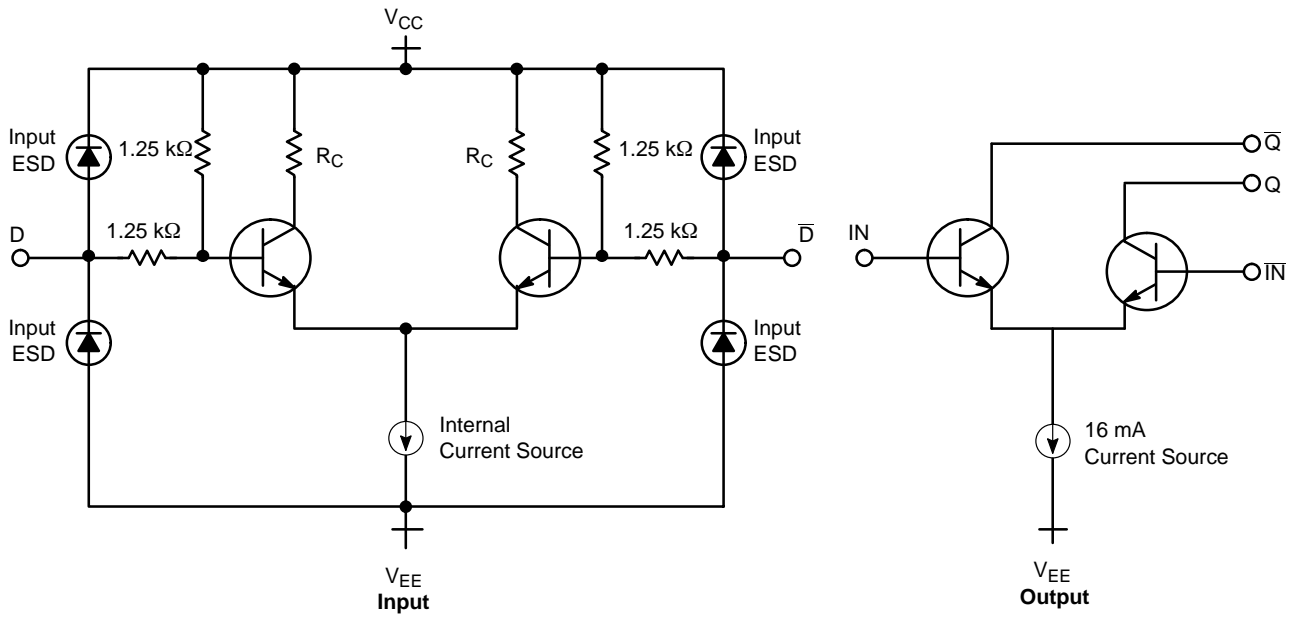 V_CC
Input
ESD
1.25 kΩ
R_C
R_C
1.25 kΩ
Input
ESD
Q̅
Q
D
1.25 kΩ
1.25 kΩ
D̅
IN
I̅N̅
Input
ESD
Input
ESD
Internal
Current Source
16 mA
Current Source
V_EE
Input
V_EE
Output